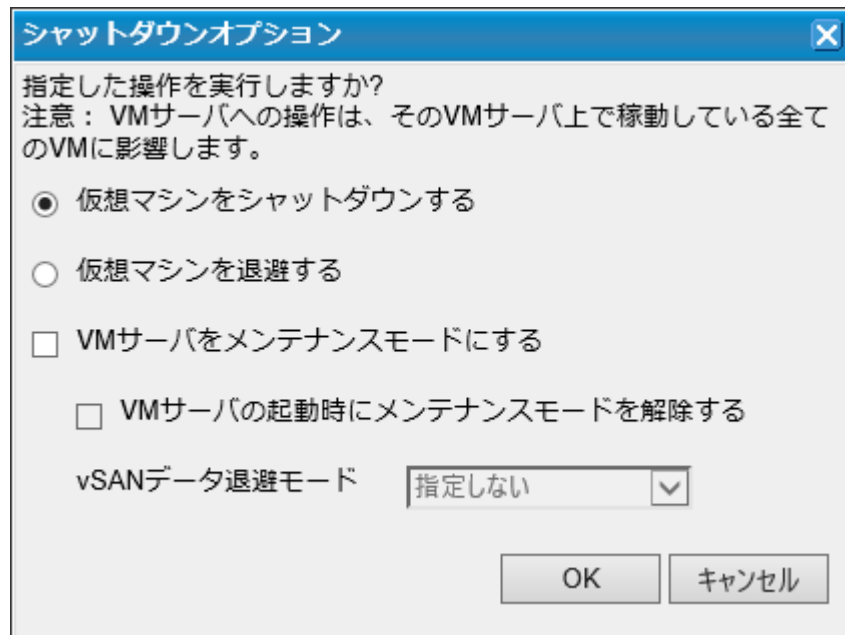 シャットダウンオプション
指定した操作を実行しますか?
注意： VMサーバへの操作は、そのVMサーバ上で稼動している全て
のVMに影響します。
仮想マシンをシャットダウンする
仮想マシンを退避する
VMサーバをメンテナンスモードにする
VMサーバの起動時にメンテナンスモードを解除する
vSANデータ退避モード 指定しない
OK キャンセル